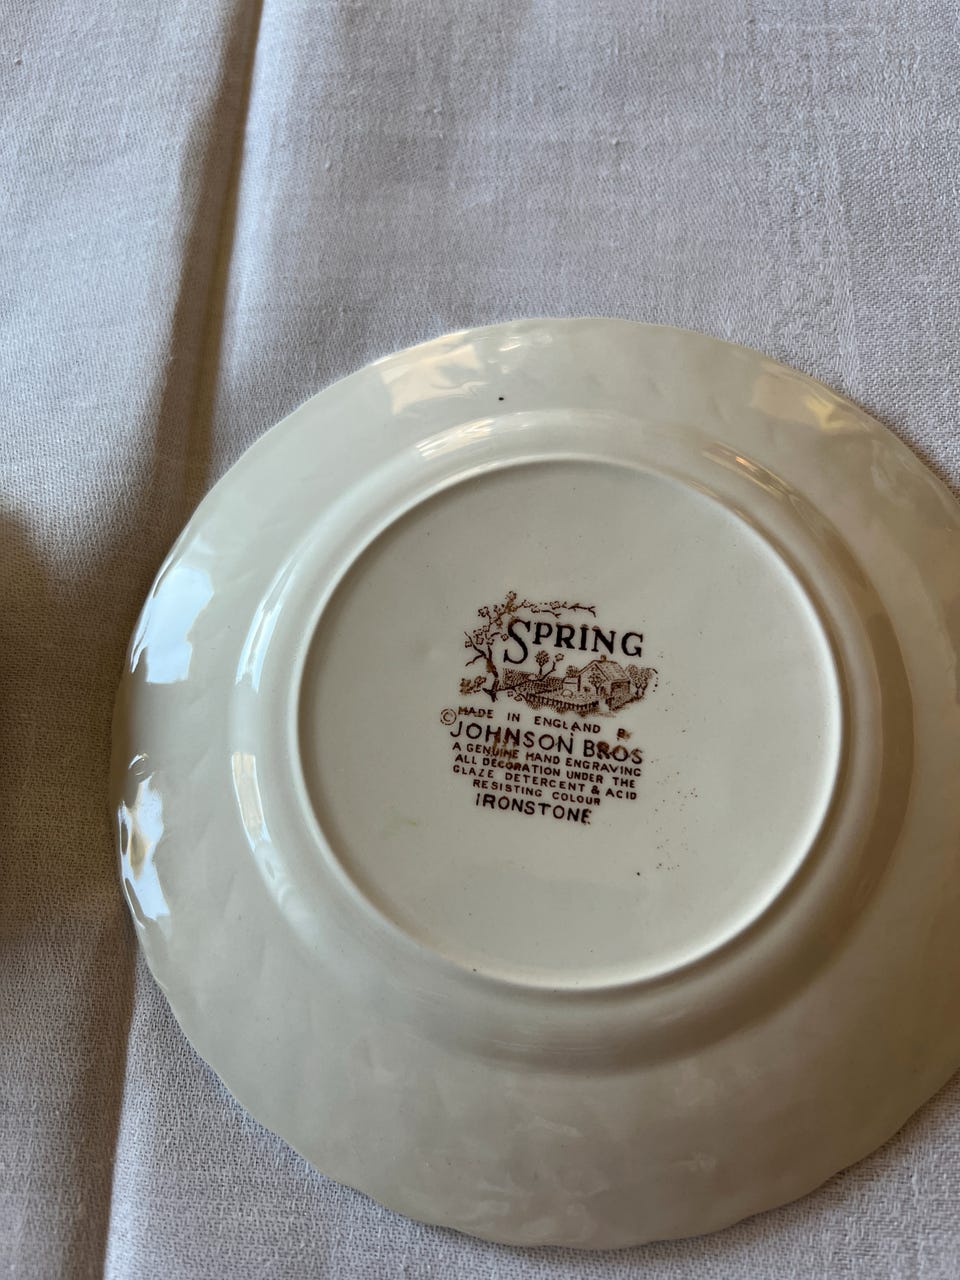 SPRING
© MADE IN ENGLAND BY
JOHNSON BROS
A GENUINE HAND ENGRAVING
ALL DECORATION UNDER THE
GLAZE DETERGENT & ACID
RESISTING COLOUR
IRONSTONE